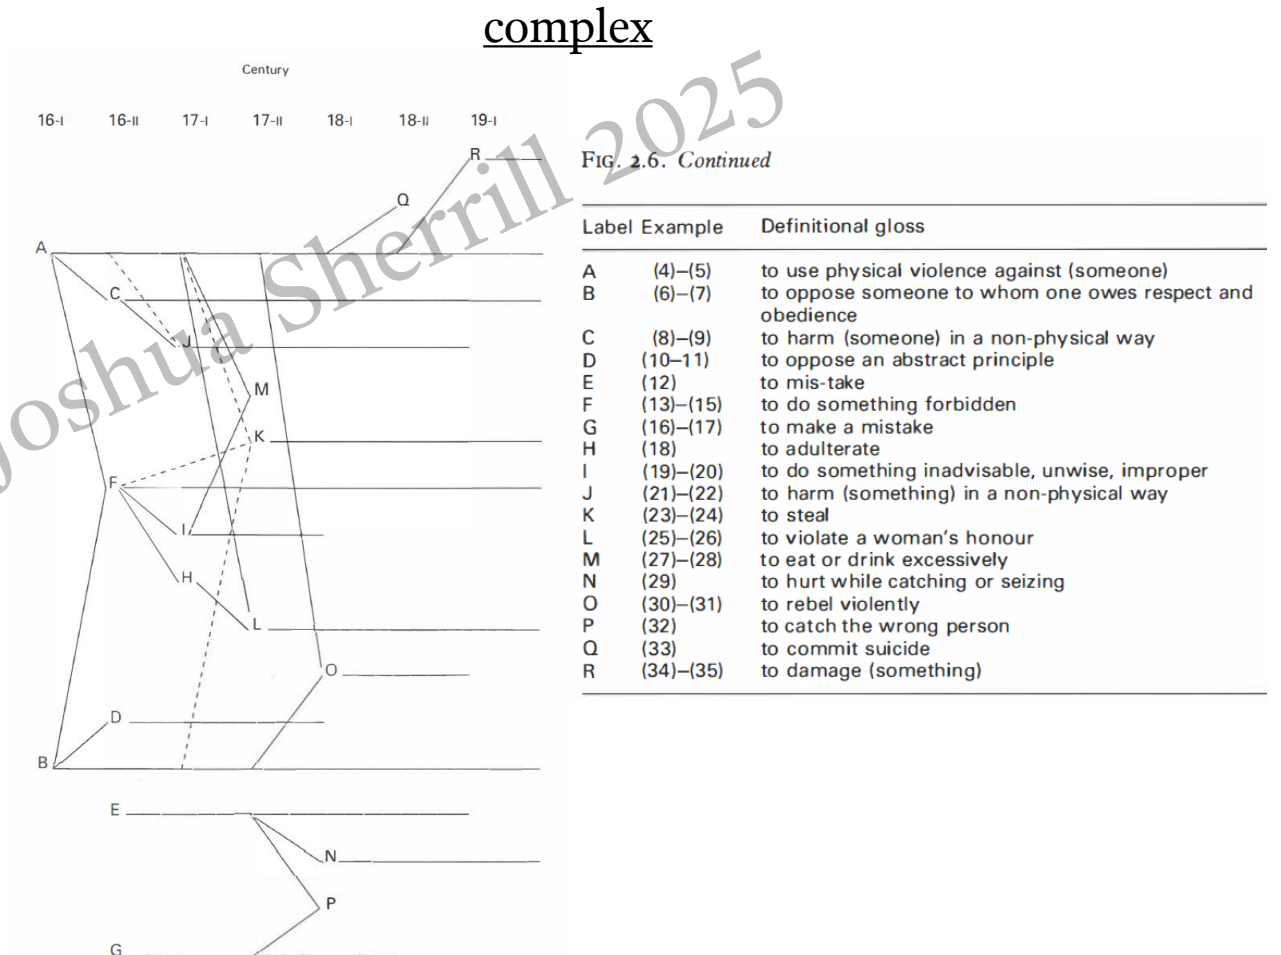 complex
Century
16-I 16-II 17-I 17-II 18-I 18-II 19-I
R
Q
A
C
J
M
K
F
I
H
L
O
D
B
E
N
P
G
FIG. 2.6. Continued
Label Example Definitional gloss
A (4)–(5) to use physical violence against (someone)
B (6)–(7) to oppose someone to whom one owes respect and
obedience
C (8)–(9) to harm (someone) in a non-physical way
D (10–11) to oppose an abstract principle
E (12) to mis-take
F (13)–(15) to do something forbidden
G (16)–(17) to make a mistake
H (18) to adulterate
I (19)–(20) to do something inadvisable, unwise, improper
J (21)–(22) to harm (something) in a non-physical way
K (23)–(24) to steal
L (25)–(26) to violate a woman's honour
M (27)–(28) to eat or drink excessively
N (29) to hurt while catching or seizing
O (30)–(31) to rebel violently
P (32) to catch the wrong person
Q (33) to commit suicide
R (34)–(35) to damage (something)
Joshua Sherrill 2025